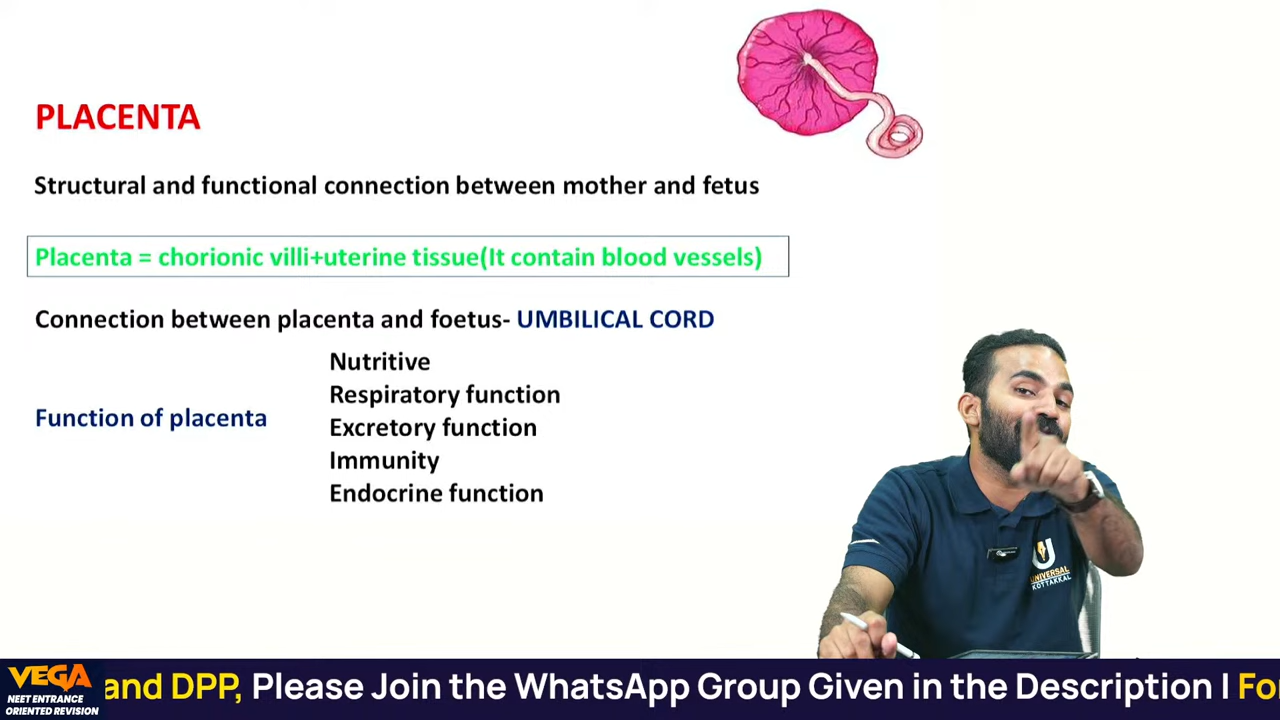 PLACENTA
Structural and functional connection between mother and fetus
Placenta = chorionic villi+uterine tissue(It contain blood vessels)
Connection between placenta and foetus- UMBILICAL CORD
Function of placenta
Nutritive
Respiratory function
Excretory function
Immunity
Endocrine function
UNIVERSAL
KOTTAKKAL
VEGA
NEET ENTRANCE
ORIENTED REVISION
and DPP, Please Join the WhatsApp Group Given in the Description I For